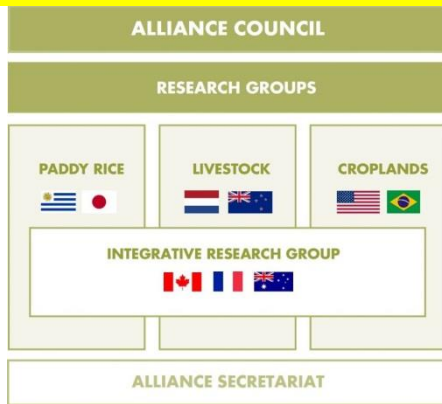 ALLIANCE COUNCIL
RESEARCH GROUPS
PADDY RICE
LIVESTOCK
CROPLANDS
INTEGRATIVE RESEARCH GROUP
ALLIANCE SECRETARIAT